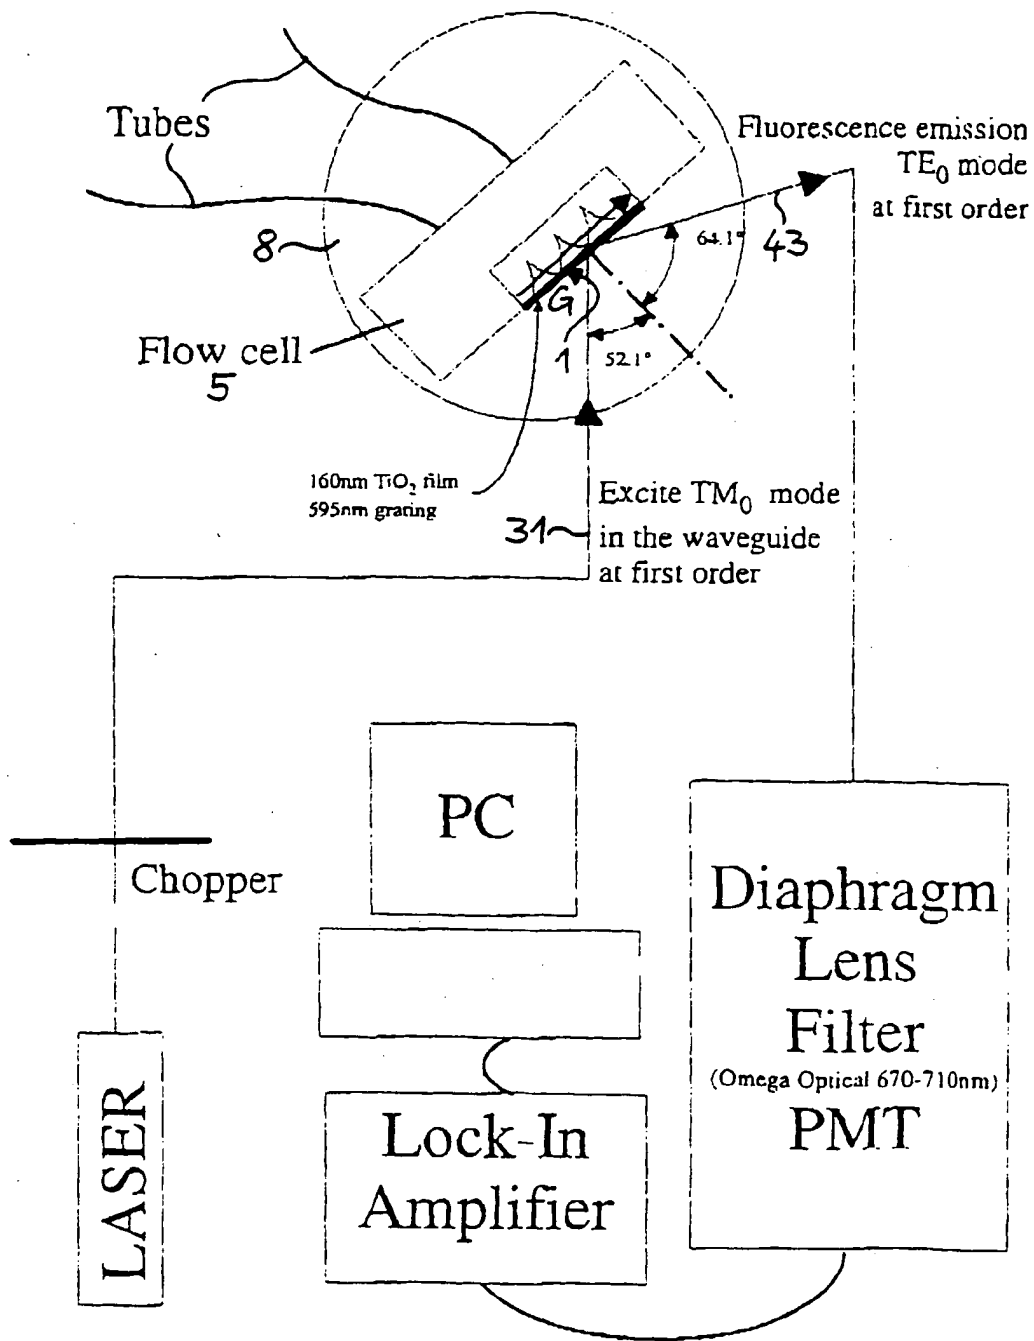 Tubes
Fluorescence emission
TE0 mode
at first order
8
64.1°
43
G
Flow cell
5
1
52.1°
160nm TiO2 film
595nm grating
Excite TM0 mode
31
in the waveguide
at first order
PC
Chopper
Diaphragm
Lens
Filter
(Omega Optical 670-710nm)
PMT
LASER
Lock-In
Amplifier